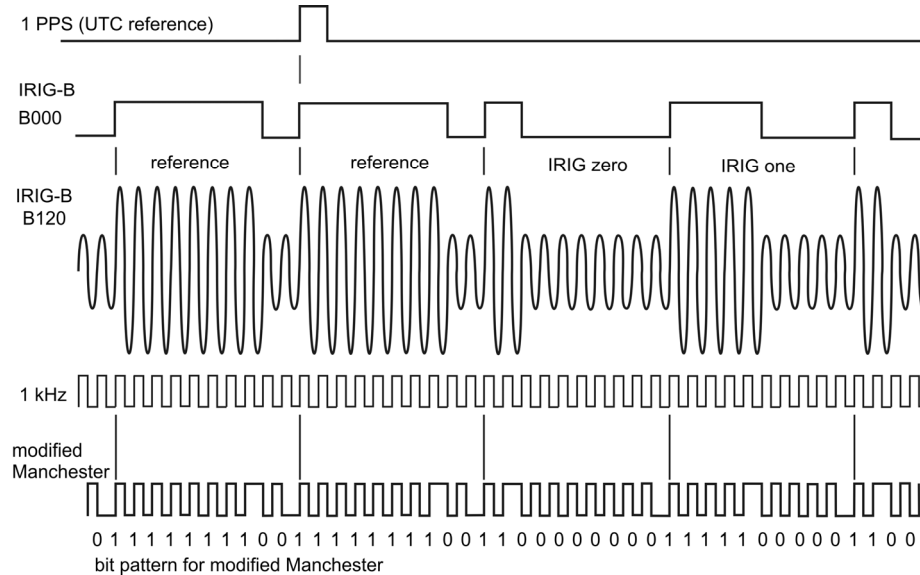 1 PPS (UTC reference)
IRIG-B
B000
reference reference IRIG zero IRIG one
IRIG-B
B120
1 kHz
modified
Manchester
0 1 1 1 1 1 1 1 1 0 0 1 1 1 1 1 1 1 1 0 0 1 1 0 0 0 0 0 0 0 0 1 1 1 1 1 0 0 0 0 0 1 1 0 0
bit pattern for modified Manchester